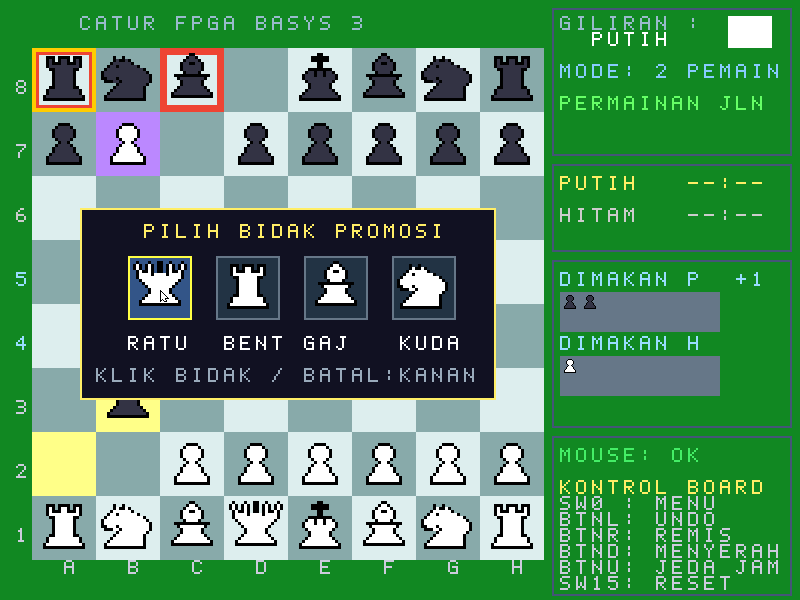 CATUR FPGA BASYS 3
8
7
6
5
4
3
2
1
A B C D E F G H
PILIH BIDAK PROMOSI
RATU BENT GAJ KUDA
KLIK BIDAK / BATAL:KANAN
GILIRAN :
PUTIH
MODE: 2 PEMAIN
PERMAINAN JLN
PUTIH --:--
HITAM --:--
DIMAKAN P +1
DIMAKAN H
MOUSE: OK
KONTROL BOARD
SW0 : MENU
BTNL: UNDO
BTNR: REMIS
BTND: MENYERAH
BTNU: JEDA JAM
SW15: RESET